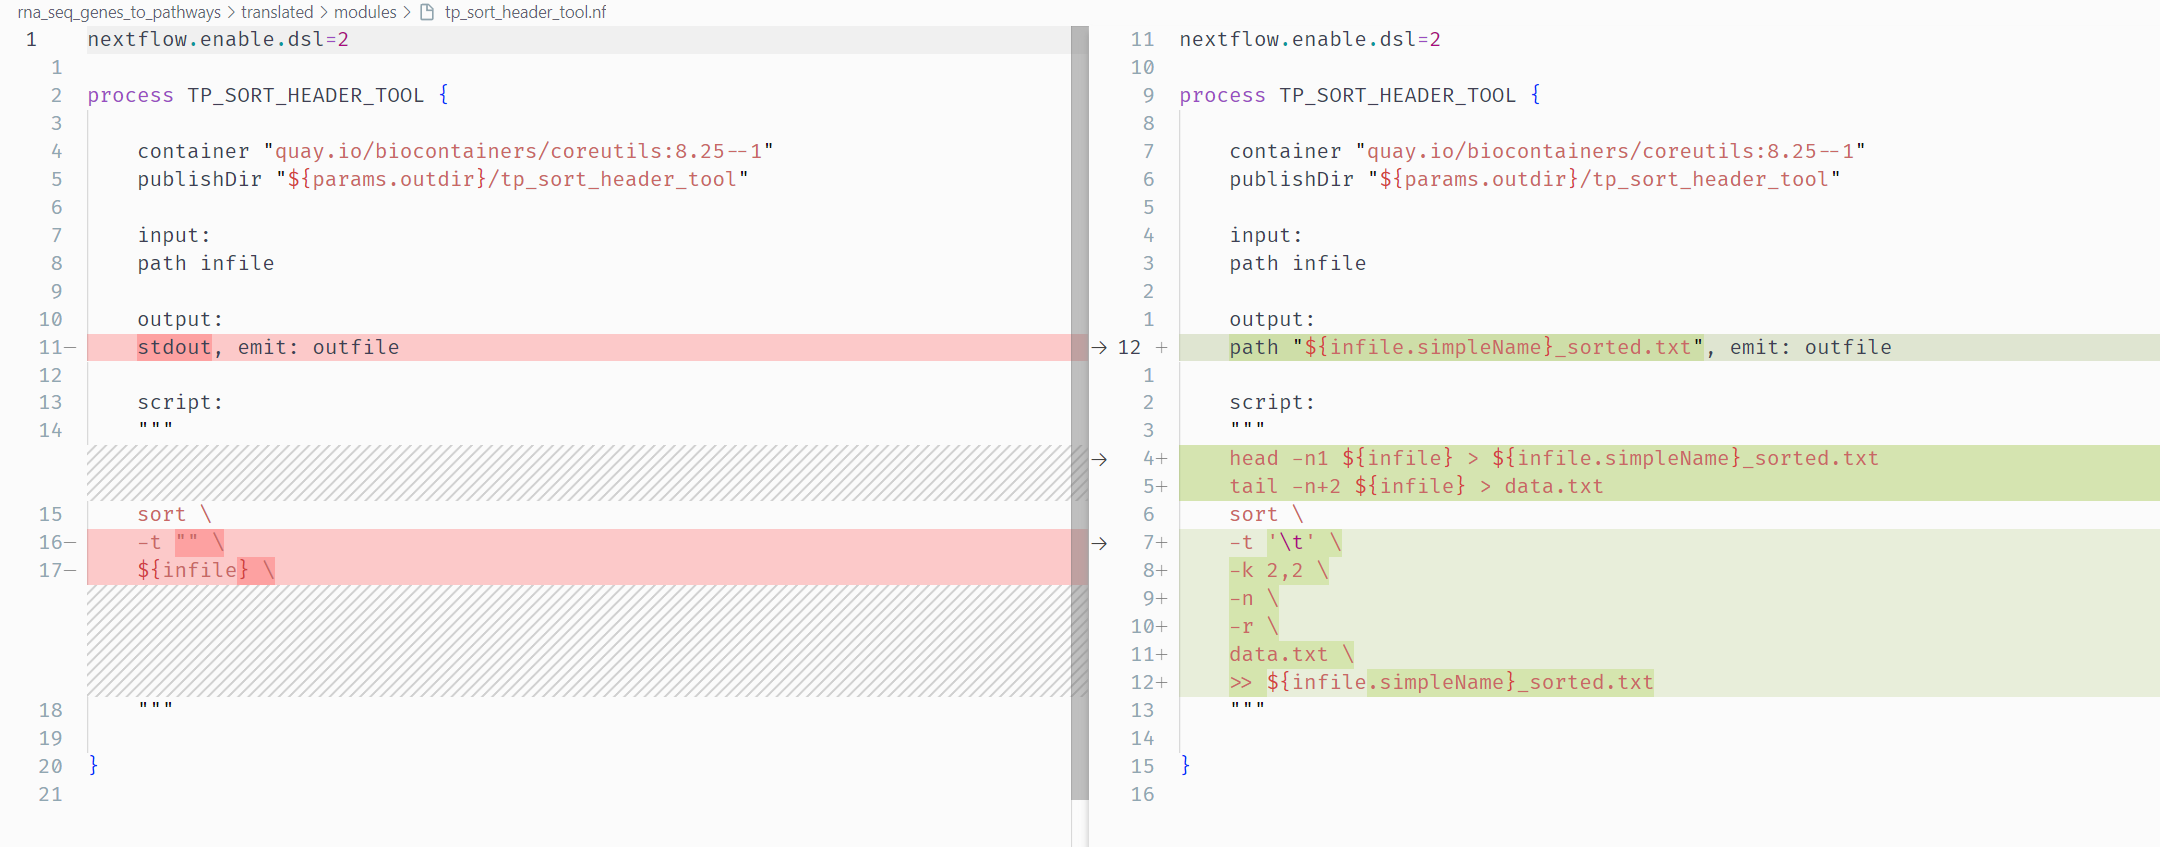 rna_seq_genes_to_pathways > translated > modules > tp_sort_header_tool.nf
1 nextflow.enable.dsl=2
1
2 process TP_SORT_HEADER_TOOL {
3
4 container "quay.io/biocontainers/coreutils:8.25--1"
5 publishDir "${params.outdir}/tp_sort_header_tool"
6
7 input:
8 path infile
9
10 output:
11- stdout, emit: outfile
12
13 script:
14 """
15 sort \
16- -t "" \
17- ${infile} \
18 """
19
20 }
21
11 nextflow.enable.dsl=2
10
9 process TP_SORT_HEADER_TOOL {
8
7 container "quay.io/biocontainers/coreutils:8.25--1"
6 publishDir "${params.outdir}/tp_sort_header_tool"
5
4 input:
3 path infile
2
1 output:
→ 12 + path "${infile.simpleName}_sorted.txt", emit: outfile
1
2 script:
3 """
→ 4+ head -n1 ${infile} > ${infile.simpleName}_sorted.txt
5+ tail -n+2 ${infile} > data.txt
6 sort \
→ 7+ -t '\t' \
8+ -k 2,2 \
9+ -n \
10+ -r \
11+ data.txt \
12+ >> ${infile.simpleName}_sorted.txt
13 """
14
15 }
16